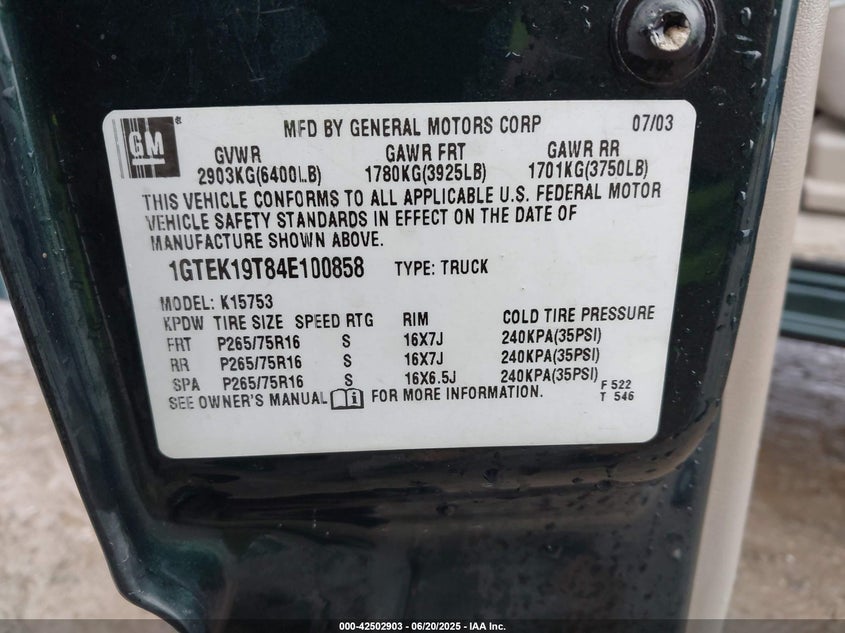 GM
MFD BY GENERAL MOTORS CORP 07/03
GVWR GAWR FRT GAWR RR
2903KG(6400LB) 1780KG(3925LB) 1701KG(3750LB)
THIS VEHICLE CONFORMS TO ALL APPLICABLE U.S. FEDERAL MOTOR
VEHICLE SAFETY STANDARDS IN EFFECT ON THE DATE OF
MANUFACTURE SHOWN ABOVE.
1GTEK19T84E100858 TYPE: TRUCK
MODEL: K15753
KPDW TIRE SIZE SPEED RTG RIM COLD TIRE PRESSURE
FRT P265/75R16 S 16X7J 240KPA(35PSI)
RR P265/75R16 S 16X7J 240KPA(35PSI)
SPA P265/75R16 S 16X6.5J 240KPA(35PSI)
SEE OWNER'S MANUAL FOR MORE INFORMATION.
F 522
T 546
000-42502903 - 06/20/2025 - IAA Inc.